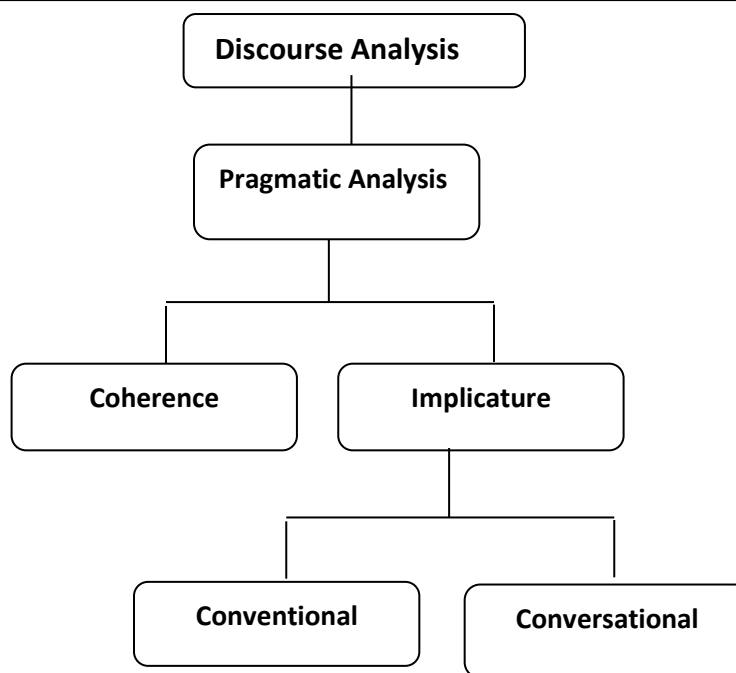 Discourse Analysis
Pragmatic Analysis
Coherence
Implicature
Conventional
Conversational